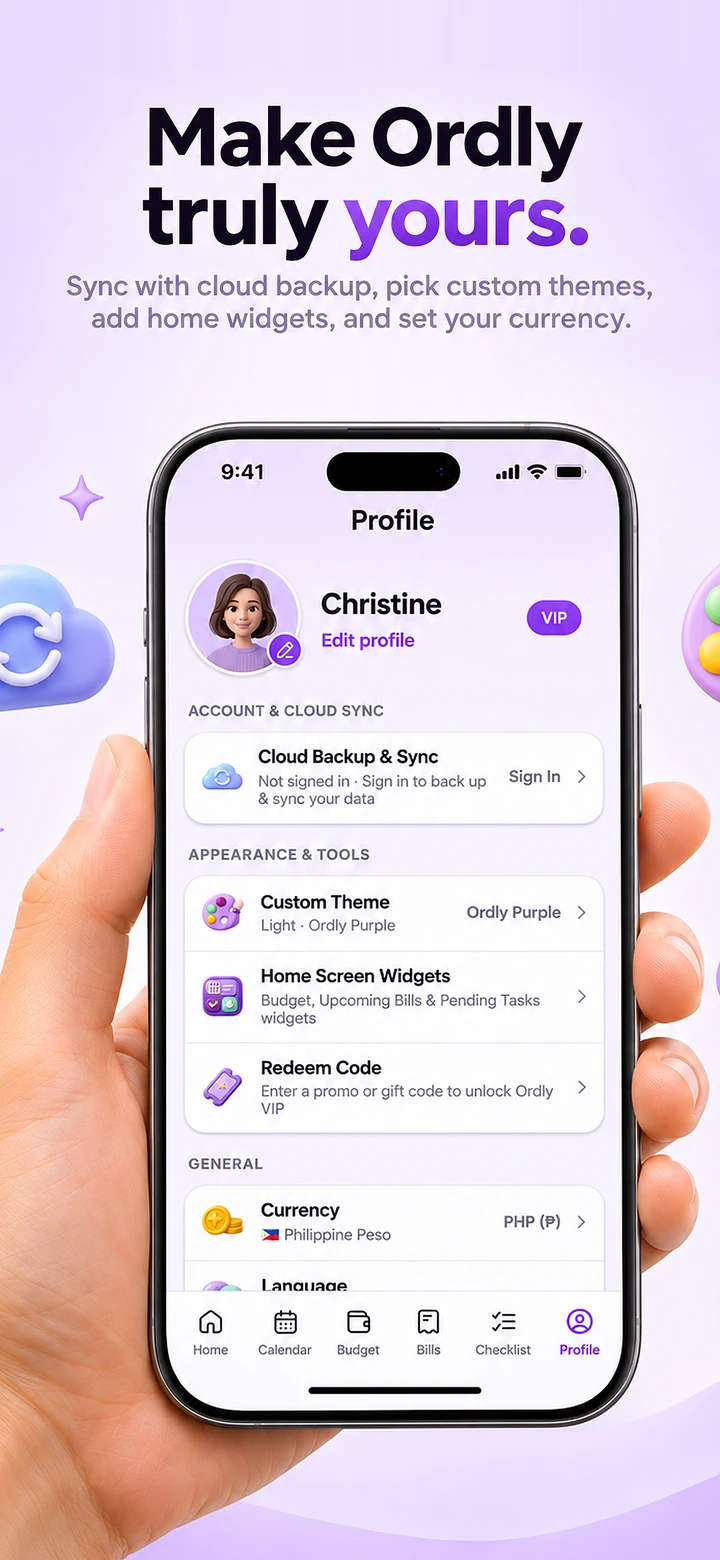 Make Ordly
truly yours.
Sync with cloud backup, pick custom themes,
add home widgets, and set your currency.
9:41
Profile
Christine
Edit profile
VIP
ACCOUNT & CLOUD SYNC
Cloud Backup & Sync
Not signed in · Sign in to back up
& sync your data
Sign In
APPEARANCE & TOOLS
Custom Theme
Light · Ordly Purple
Ordly Purple
Home Screen Widgets
Budget, Upcoming Bills & Pending Tasks
widgets
Redeem Code
Enter a promo or gift code to unlock Ordly
VIP
GENERAL
Currency
Philippine Peso
PHP (₱)
Language
Home
Calendar
Budget
Bills
Checklist
Profile